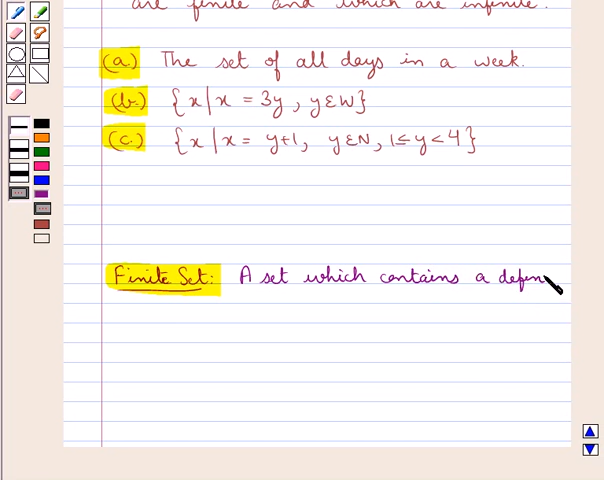 are finite and which are infinite.
(a.) The set of all days in a week.
(b.) {x | x = 3y, y ε W}
(c.) {x | x = y+1, y ε N, 1 ≤ y < 4}
Finite Set: A set which contains a defin